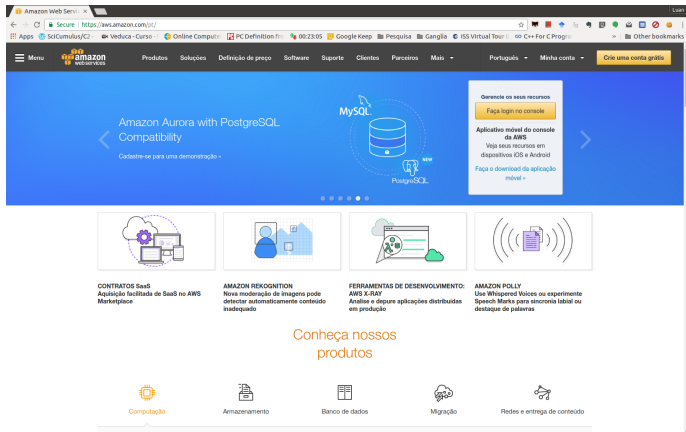 Amazon Web Servic
Luan
Secure
https://aws.amazon.com/pt/
Apps
SciCumulus/C2
Veduca - Curso
Online Compute
PC Definition fro
00:23:05
Google Keep
Pesquisa
Ganglia
ISS Virtual Tour
C++ For C Progra
»
Other bookmarks
Menu
amazon
webservices
Produtos
Soluções
Definição de preço
Software
Suporte
Clientes
Parceiros
Mais
Português
Minha conta
Crie uma conta grátis
Amazon Aurora with PostgreSQL
Compatibility
Cadastre-se para uma demonstração »
MySQL
NEW
PostgreSQL
Gerencie os seus recursos
Faça login no console
Aplicativo móvel do console
da AWS
Veja seus recursos em
dispositivos iOS e Android
Faça o download da aplicação
móvel »
CONTRATOS SaaS
Aquisição facilitada de SaaS no AWS
Marketplace
AMAZON REKOGNITION
Nova moderação de imagens pode
detectar automaticamente conteúdo
inadequado
FERRAMENTAS DE DESENVOLVIMENTO:
AWS X-RAY
Analise e depure aplicações distribuídas
em produção
AMAZON POLLY
Use Whispered Voices ou experimente
Speech Marks para sincronia labial ou
destaque de palavras
Conheça nossos
produtos
Computação
Armazenamento
Banco de dados
Migração
Redes e entrega de conteúdo